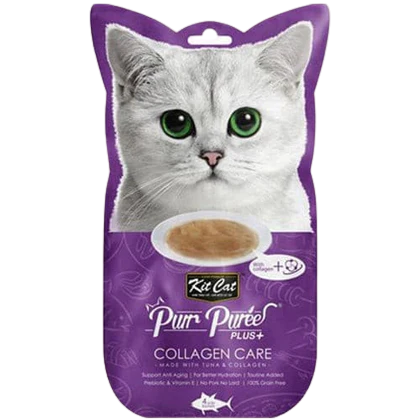 With
collagen +
Kit Cat
Purr Purée
PLUS+
COLLAGEN CARE
MADE WITH TUNA & COLLAGEN
Support Anti Aging | For Better Hydration | Taurine Added
Prebiotic & Vitamin E | No Pork No Lard | 100% Grain Free
4